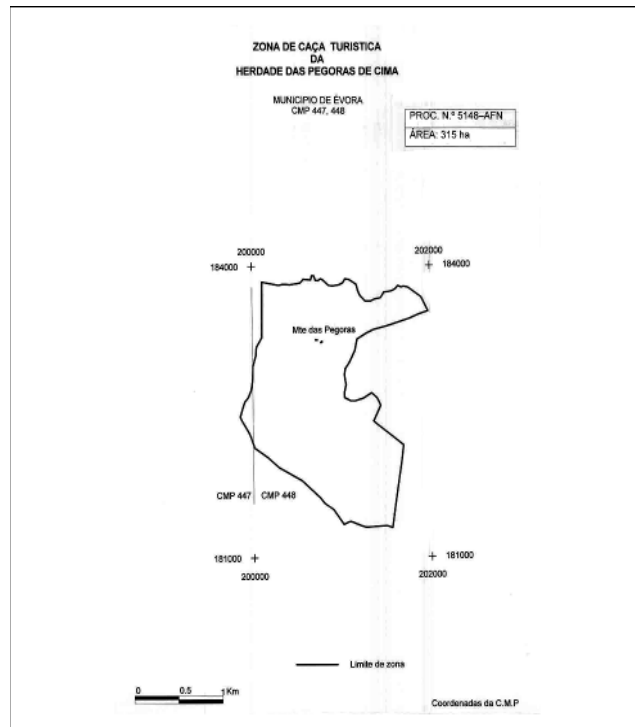 ZONA DE CAÇA TURISTICA
DA
HERDADE DAS PEGORAS DE CIMA
MUNICIPIO DE ÉVORA
CMP 447, 448
PROC. N.º 5148–AFN
ÁREA: 315 ha
200000
202000
184000
184000
Mte das Pegoras
CMP 447
CMP 448
181000
181000
200000
202000
Limite de zona
0
0.5
1Km
Coordenadas da C.M.P